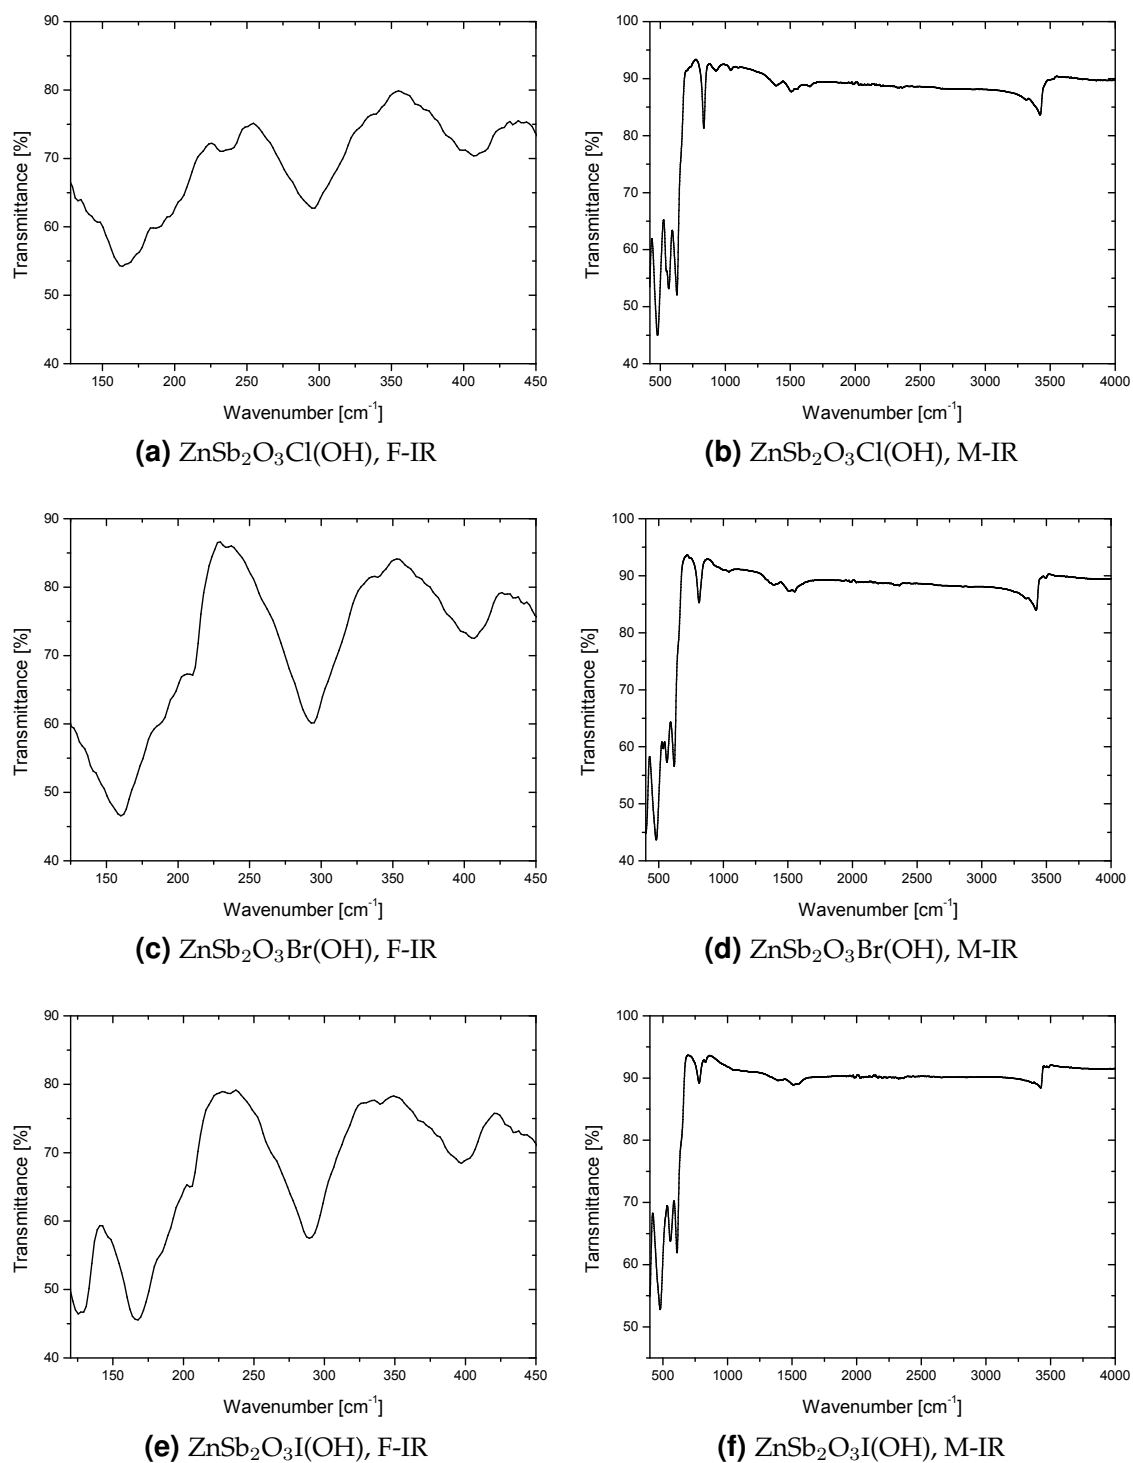 90
80
70
60
50
40
Transmittance [%]
150 200 250 300 350 400 450
Wavenumber [cm⁻¹]
(a) ZnSb₂O₃Cl(OH), F-IR
100
90
80
70
60
50
40
Transmittance [%]
500 1000 1500 2000 2500 3000 3500 4000
Wavenumber [cm⁻¹]
(b) ZnSb₂O₃Cl(OH), M-IR
90
80
70
60
50
40
Transmittance [%]
150 200 250 300 350 400 450
Wavenumber [cm⁻¹]
(c) ZnSb₂O₃Br(OH), F-IR
100
90
80
70
60
50
40
Transmittance [%]
500 1000 1500 2000 2500 3000 3500 4000
Wavenumber [cm⁻¹]
(d) ZnSb₂O₃Br(OH), M-IR
90
80
70
60
50
40
Transmittance [%]
150 200 250 300 350 400 450
Wavenumber [cm⁻¹]
(e) ZnSb₂O₃I(OH), F-IR
100
90
80
70
60
50
Tarnsmittance [%]
500 1000 1500 2000 2500 3000 3500 4000
Wavenumber [cm⁻¹]
(f) ZnSb₂O₃I(OH), M-IR